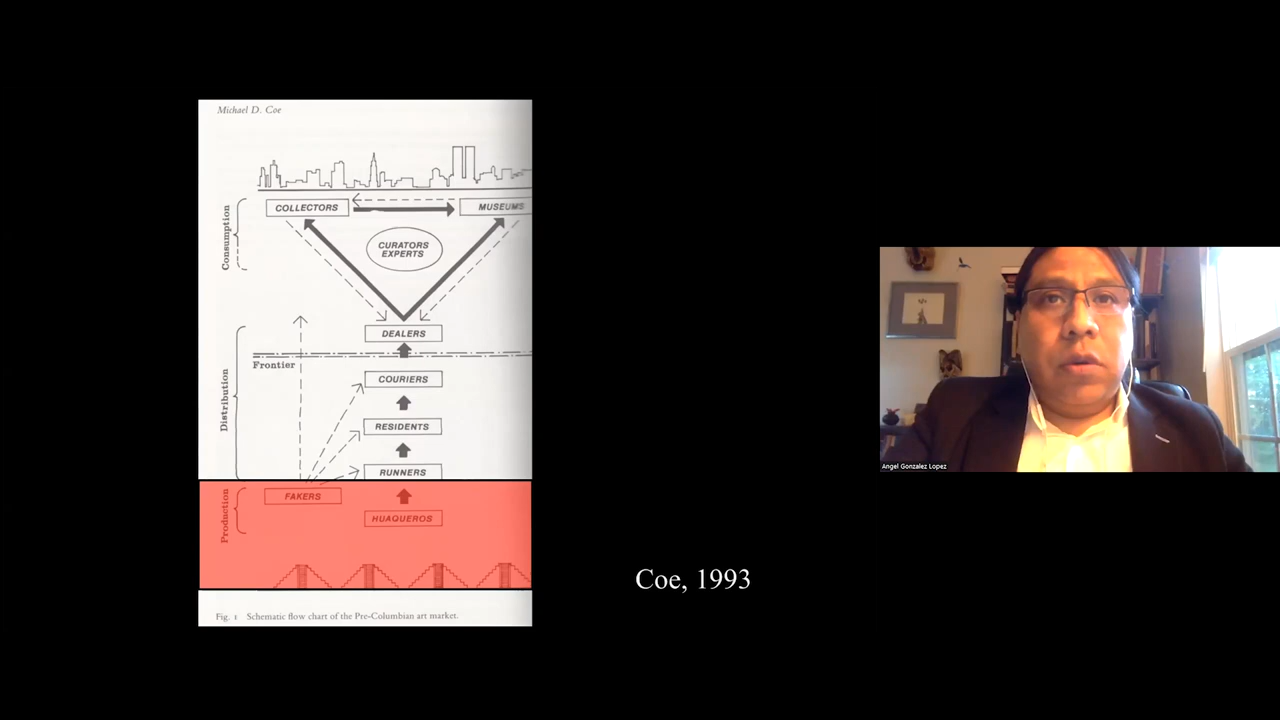 Michael D. Coe
COLLECTORS
MUSEUMS
Consumption
CURATORS
EXPERTS
DEALERS
Frontier
Distribution
COURIERS
RESIDENTS
RUNNERS
Production
FAKERS
HUAQUEROS
Fig. 1 Schematic flow chart of the Pre-Columbian art market.
Coe, 1993
Angel Gonzalez Lopez